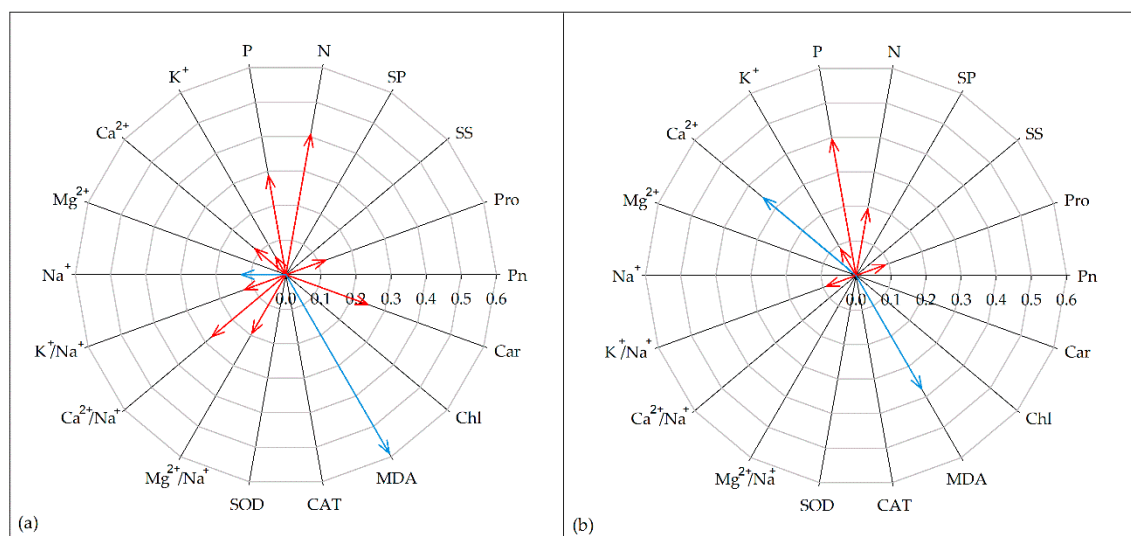 P N
K⁺ SP
Ca²⁺ SS
Mg²⁺ Pro
Na⁺ 0.0 0.1 0.2 0.3 0.4 0.5 0.6 Pn
K⁺/Na⁺ Car
Ca²⁺/Na⁺ Chl
Mg²⁺/Na⁺ MDA
SOD CAT
(a)
P N
K⁺ SP
Ca²⁺ SS
Mg²⁺ Pro
Na⁺ 0.0 0.1 0.2 0.3 0.4 0.5 0.6 Pn
K⁺/Na⁺ Car
Ca²⁺/Na⁺ Chl
Mg²⁺/Na⁺ MDA
SOD CAT
(b)